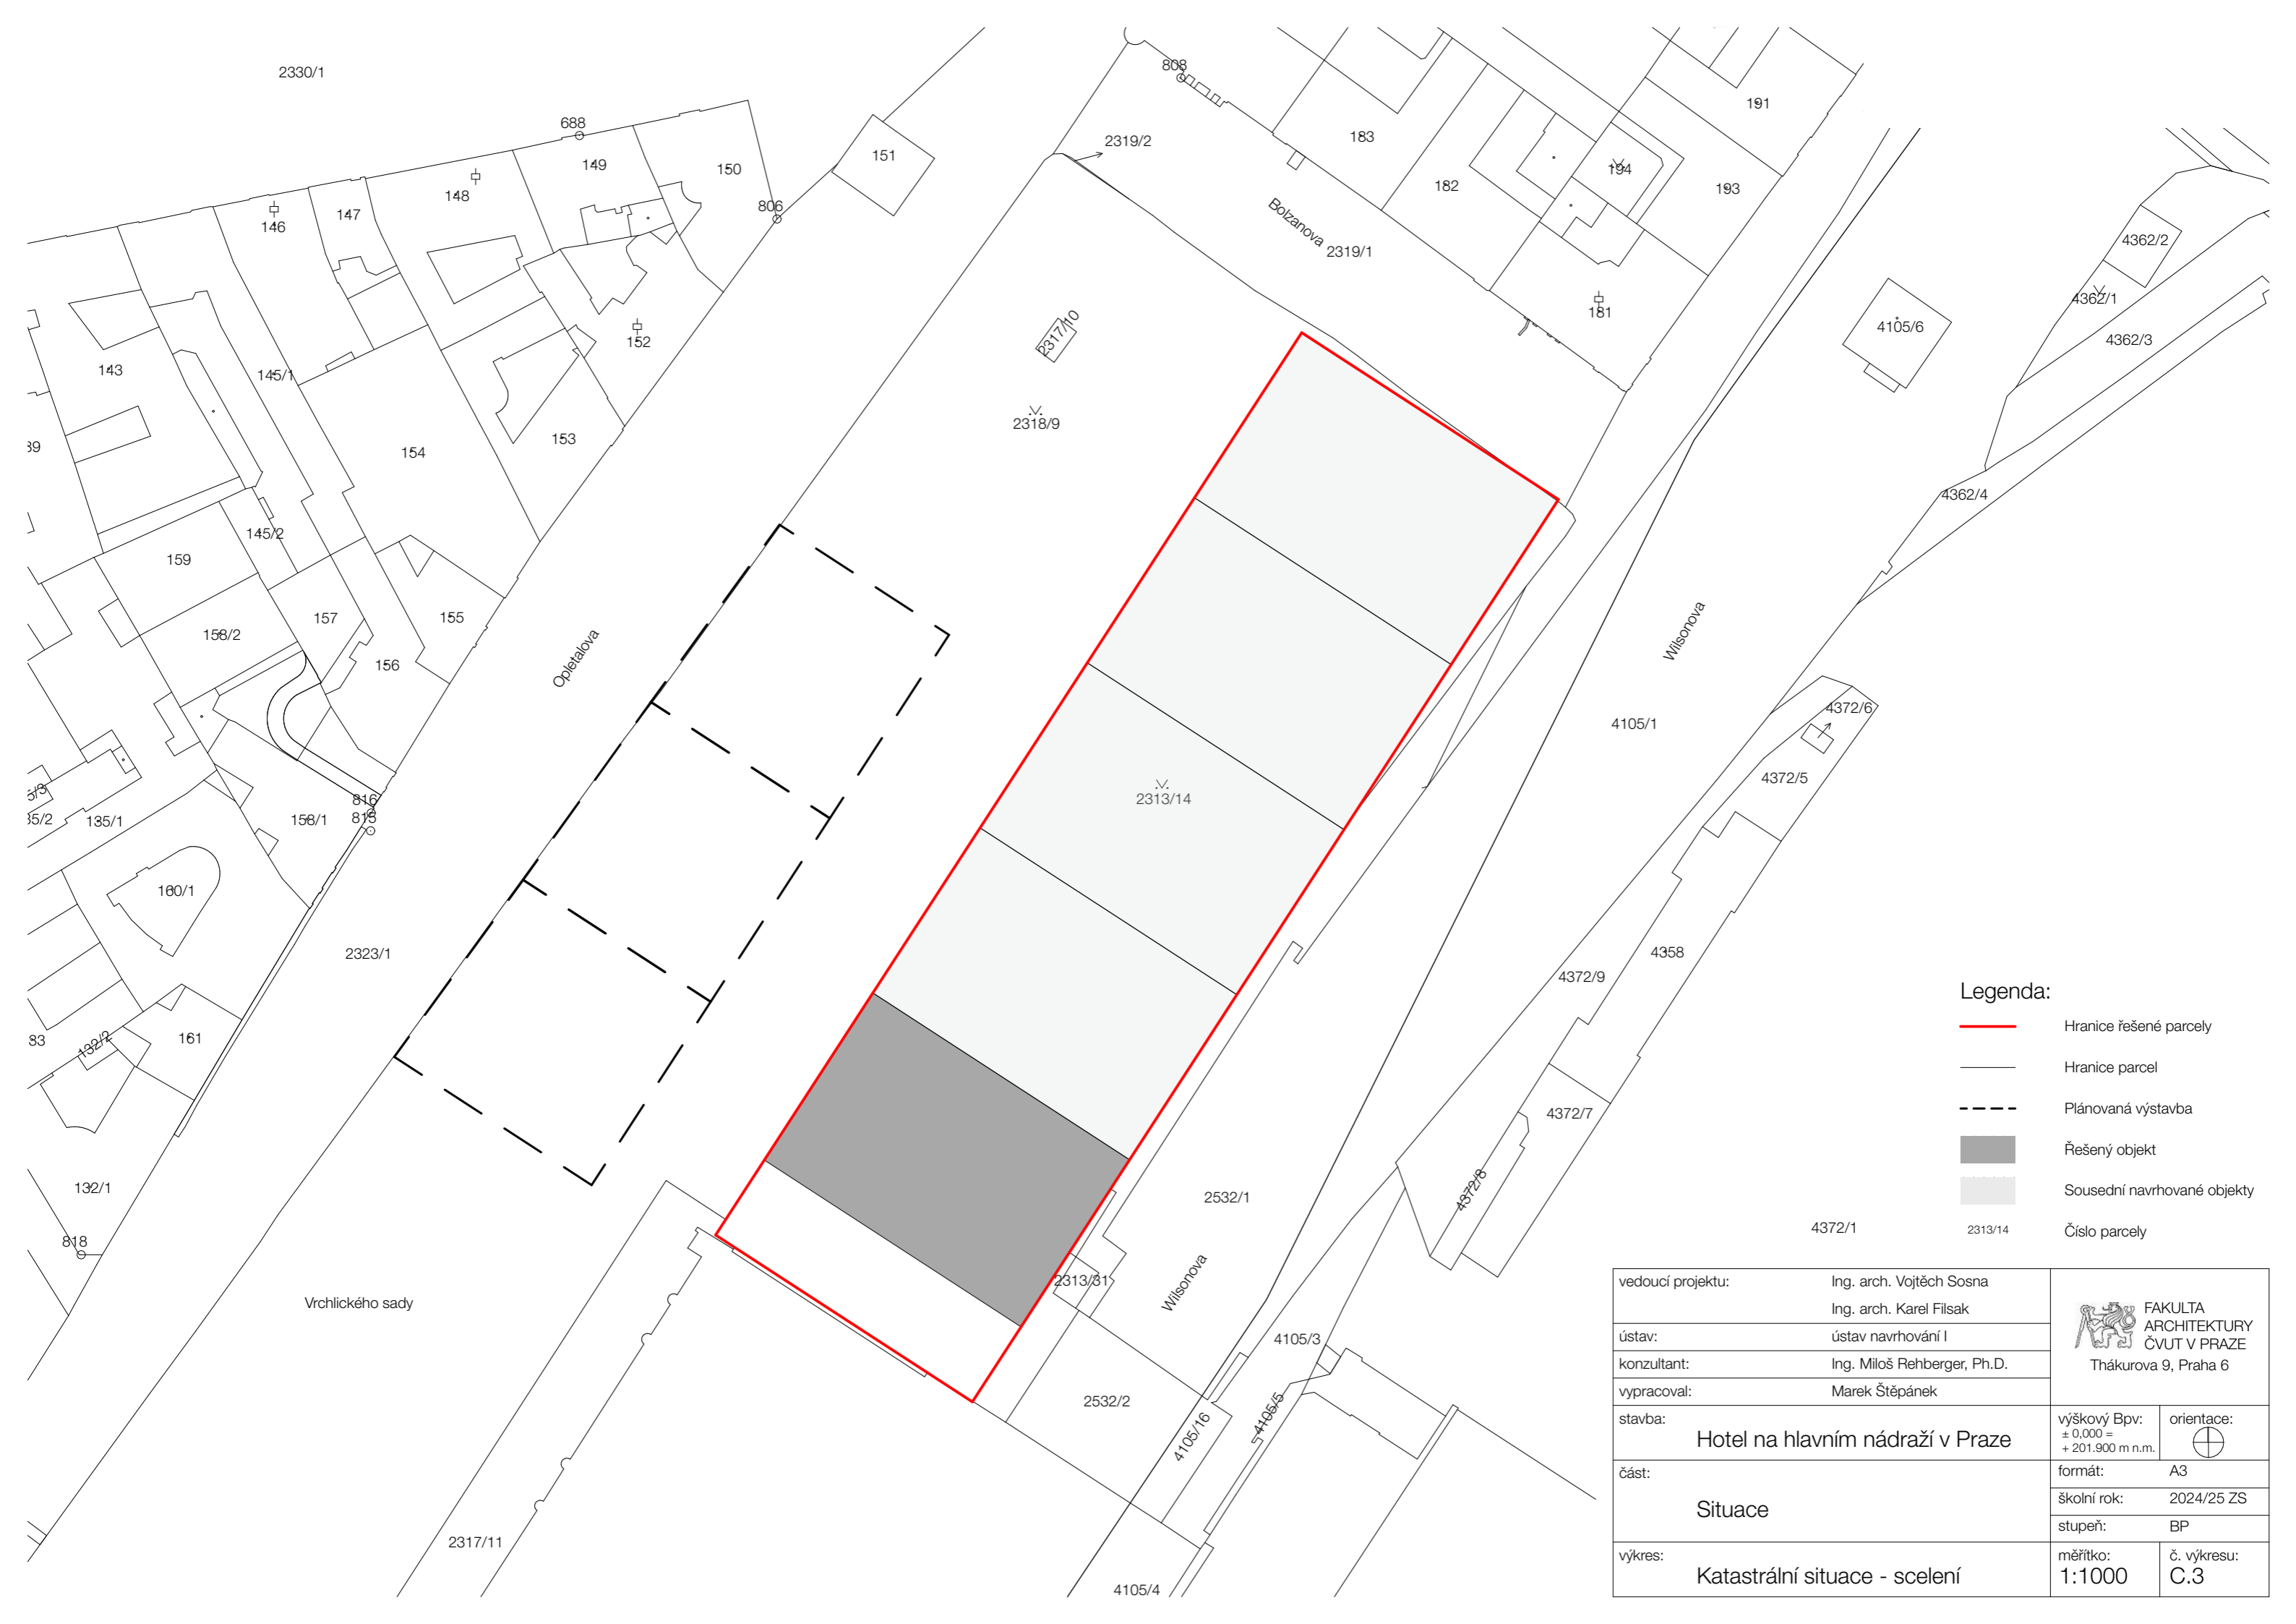 2330/1
688
808
191
183
2319/2
149
151
150
148
194
182
193
147
806
146
Bolzanova
2319/1
4362/2
4362/1
181
4105/6
2317/10
152
4362/3
143
145/1
2318/9
153
39
154
4362/4
145/2
159
157
155
158/2
Opletalova
Wilsonova
156
4372/6
4105/1
4372/5
5/3
816
2313/14
35/2
135/1
158/1
815
160/1
2323/1
4358
4372/9
Legenda:
Hranice řešené parcely
83
132/2
161
Hranice parcel
4372/7
Plánovaná výstavba
Řešený objekt
132/1
4372/8
2532/1
Sousední navrhované objekty
4372/1
2313/14
Číslo parcely
818
2313/31
Wilsonova
Vrchlického sady
4105/3
2532/2
4105/5
4105/16
2317/11
4105/4
vedoucí projektu:
Ing. arch. Vojtěch Sosna
Ing. arch. Karel Filsak
ústav:
ústav navrhování I
konzultant:
Ing. Miloš Rehberger, Ph.D.
vypracoval:
Marek Štěpánek
FAKULTA
ARCHITEKTURY
ČVUT V PRAZE
Thákurova 9, Praha 6
stavba:
Hotel na hlavním nádraží v Praze
výškový Bpv:
± 0,000 =
+ 201.900 m n.m.
orientace:
část:
Situace
formát:
A3
školní rok:
2024/25 ZS
stupeň:
BP
výkres:
Katastrální situace - scelení
měřítko:
1:1000
č. výkresu:
C.3